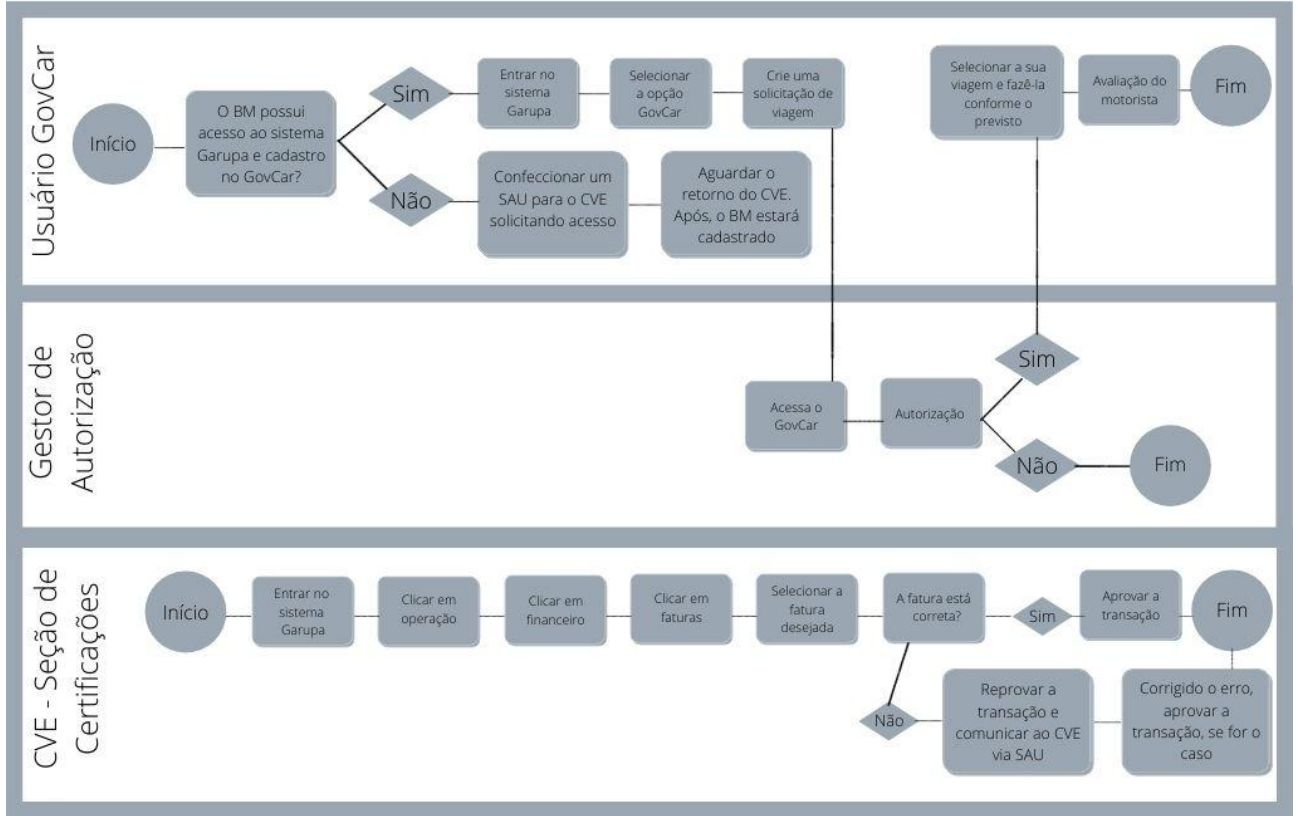 Usuário GovCar
Início
O BM possui
acesso ao sistema
Garupa e cadastro
no GovCar?
Sim
Entrar no
sistema
Garupa
Selecionar
a opção
GovCar
Crie uma
solicitação de
viagem
Não
Confeccionar um
SAU para o CVE
solicitando acesso
Aguardar o
retorno do CVE.
Após, o BM estará
cadastrado
Selecionar a sua
viagem e fazê-la
conforme o
previsto
Avaliação do
motorista
Fim
Gestor de
Autorização
Acessa o
GovCar
Autorização
Sim
Não
Fim
CVE - Seção de
Certificações
Início
Entrar no
sistema
Garupa
Clicar em
operação
Clicar em
financeiro
Clicar em
faturas
Selecionar a
fatura
desejada
A fatura está
correta?
Sim
Aprovar a
transação
Fim
Não
Reprovar a
transação e
comunicar ao CVE
via SAU
Corrigido o erro,
aprovar a
transação, se for o
caso